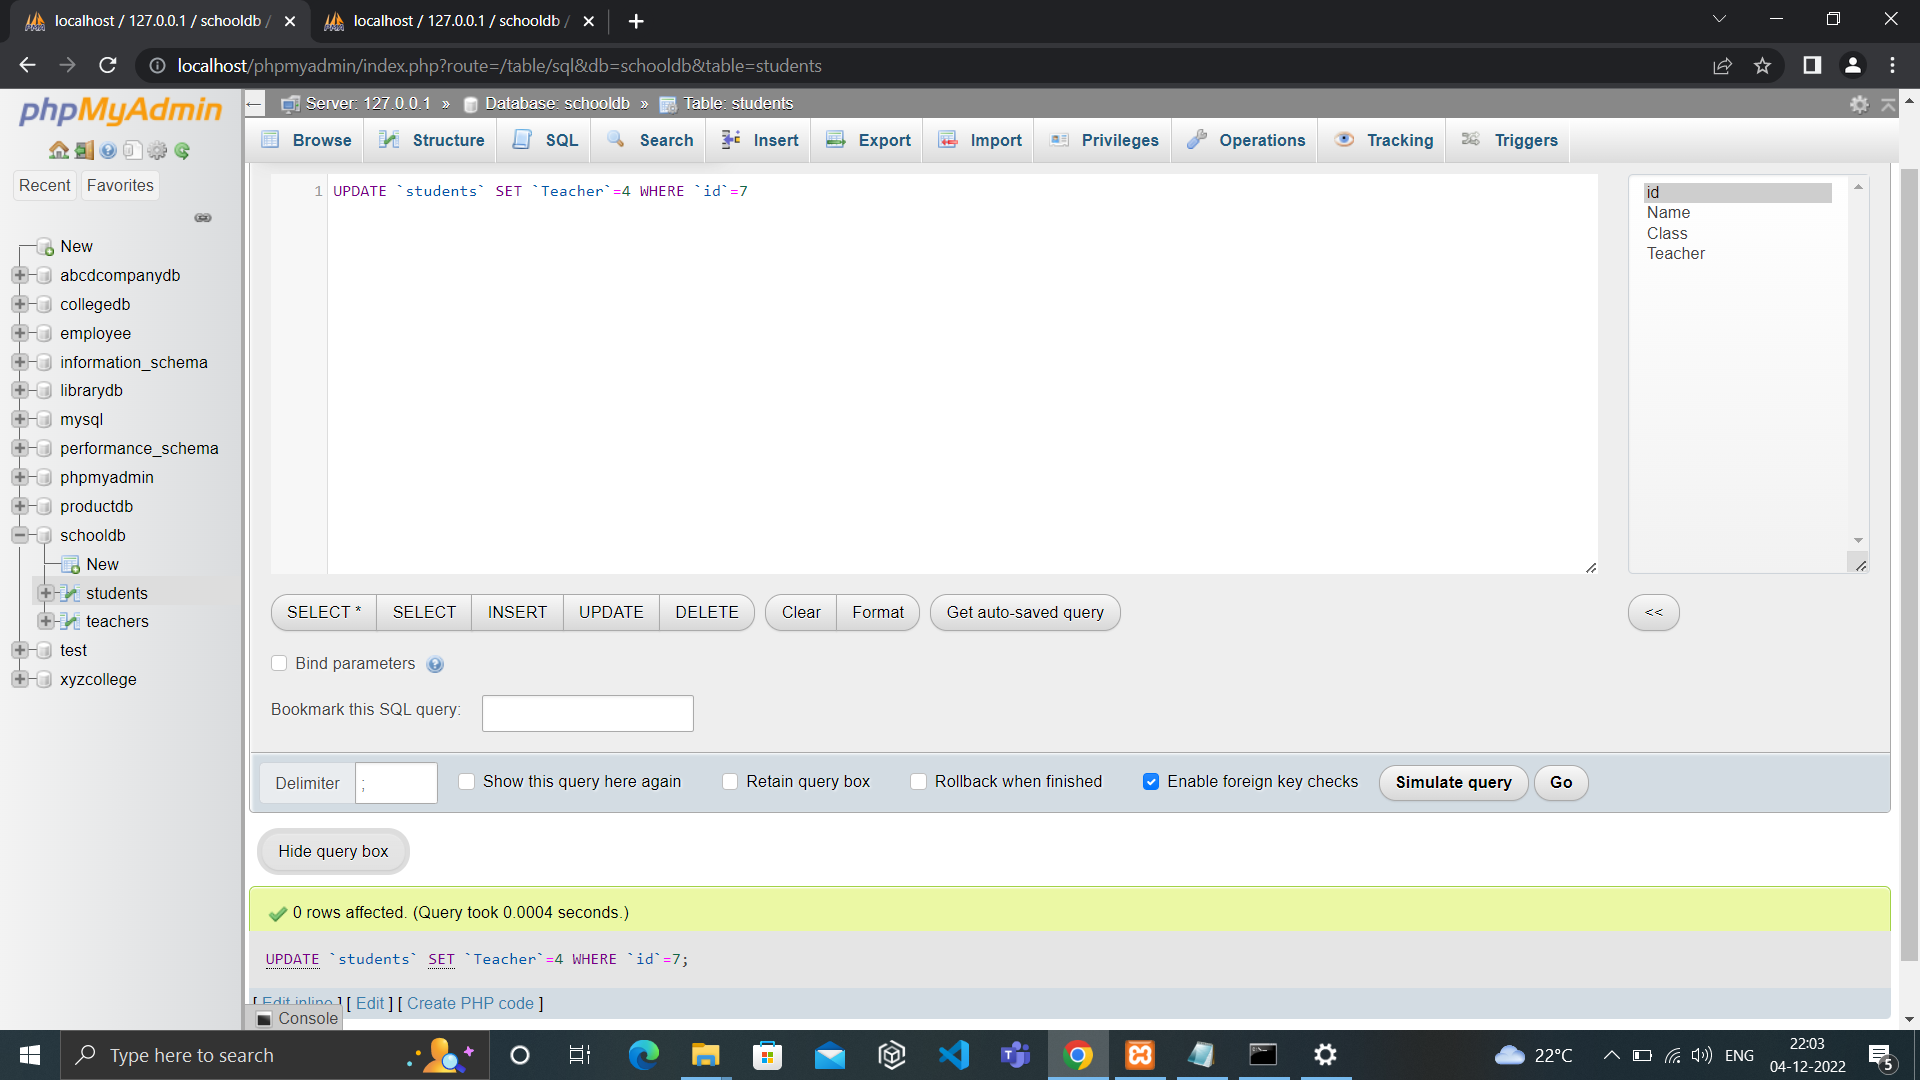 localhost / 127.0.0.1 / schooldb /
localhost / 127.0.0.1 / schooldb /
localhost/phpmyadmin/index.php?route=/table/sql&db=schooldb&table=students
phpMyAdmin
Server: 127.0.0.1 » Database: schooldb » Table: students
Browse Structure SQL Search Insert Export Import Privileges Operations Tracking Triggers
Recent Favorites
New
abcdcompanydb
collegedb
employee
information_schema
librarydb
mysql
performance_schema
phpmyadmin
productdb
schooldb
New
students
teachers
test
xyzcollege
1 UPDATE `students` SET `Teacher`=4 WHERE `id`=7
id
Name
Class
Teacher
SELECT * SELECT INSERT UPDATE DELETE Clear Format Get auto-saved query <<
Bind parameters
Bookmark this SQL query:
Delimiter ; Show this query here again Retain query box Rollback when finished Enable foreign key checks Simulate query Go
Hide query box
0 rows affected. (Query took 0.0004 seconds.)
UPDATE `students` SET `Teacher`=4 WHERE `id`=7;
[ Edit inline ] [ Edit ] [ Create PHP code ]
Console
Type here to search
22°C
ENG
22:03
04-12-2022
5